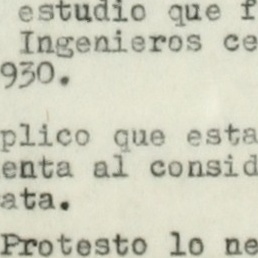 estudio que f
Ingenieros ce
930.
plico que esta
enta al consid
ata.
Protesto lo ne